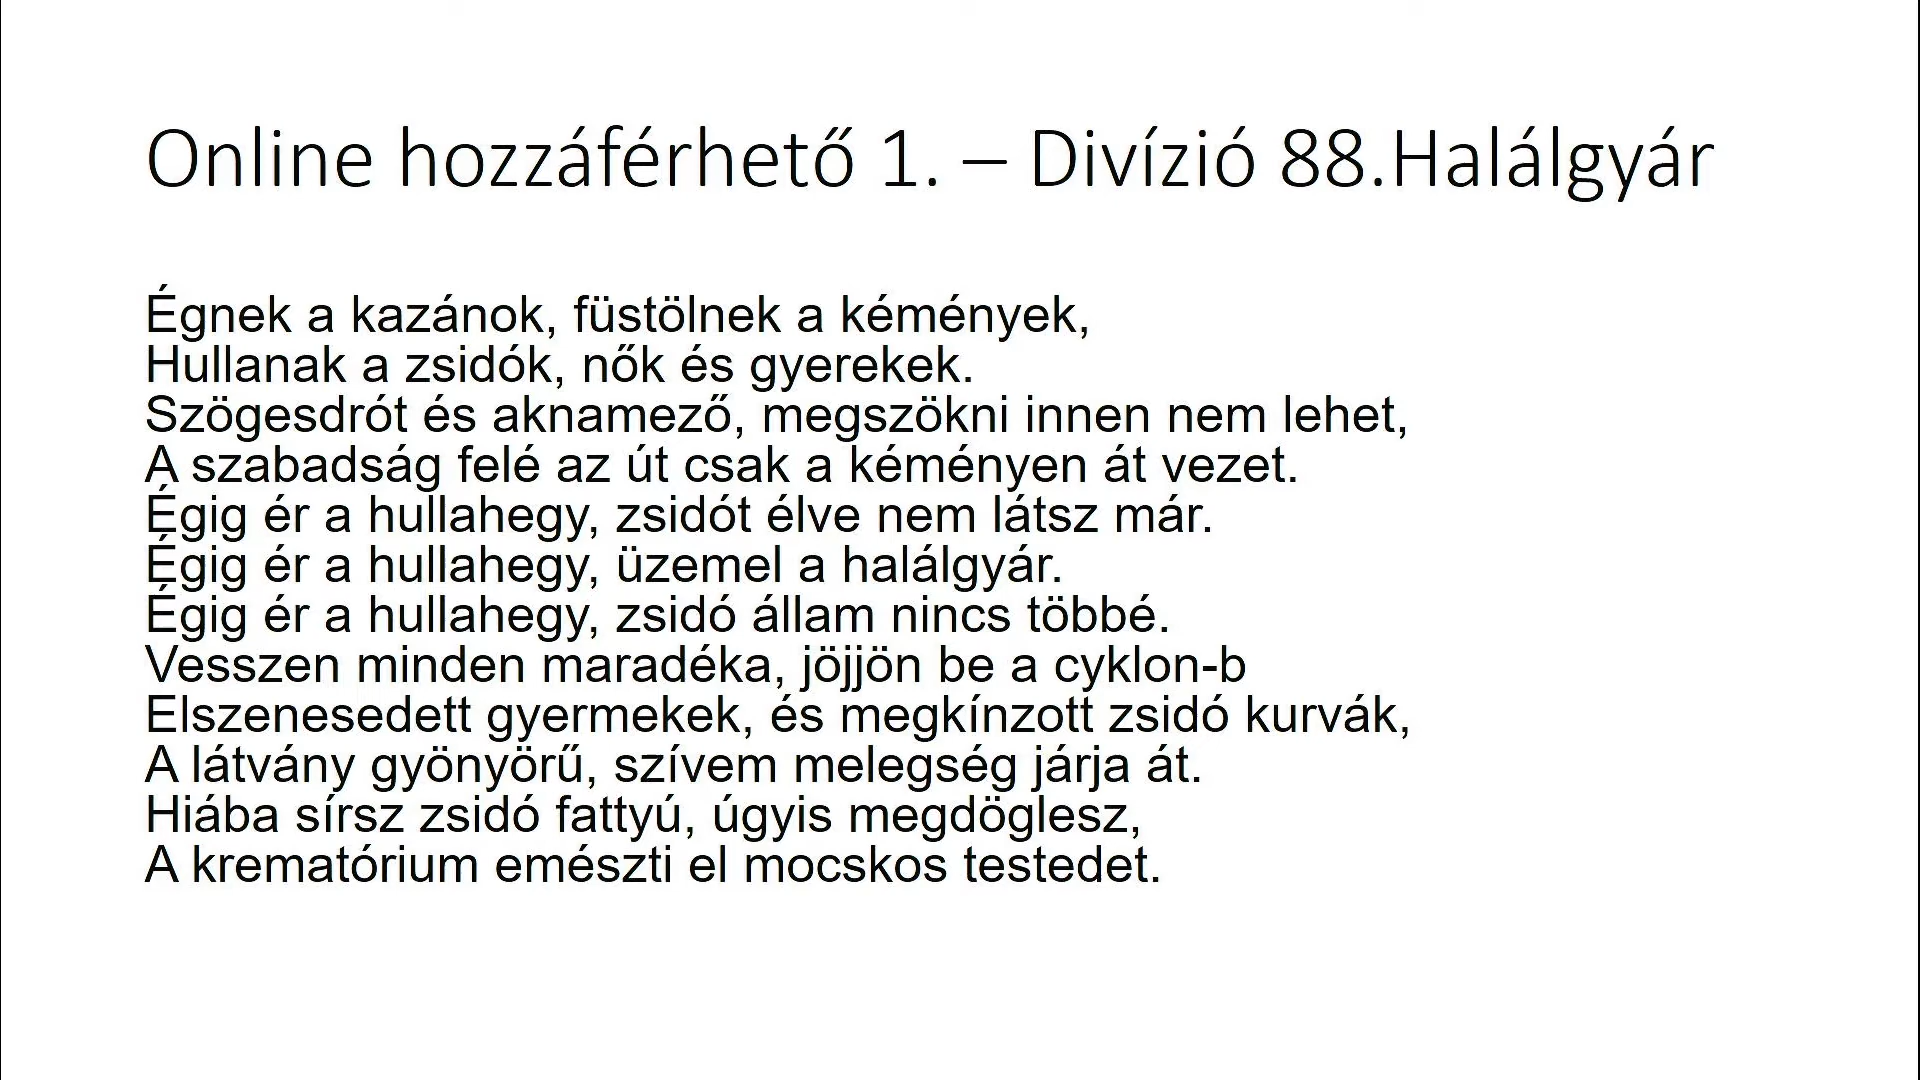 Online hozzáférhető 1. – Divízió 88.Halálgyár
Égnek a kazánok, füstölnek a kémények,
Hullanak a zsidók, nők és gyerekek.
Szögesdrót és aknamező, megszökni innen nem lehet,
A szabadság felé az út csak a kéményen át vezet.
Égig ér a hullahegy, zsidót élve nem látsz már.
Égig ér a hullahegy, üzemel a halálgyár.
Égig ér a hullahegy, zsidó állam nincs többé.
Vesszen minden maradéka, jöjjön be a cyklon-b
Elszenesedett gyermekek, és megkínzott zsidó kurvák,
A látvány gyönyörű, szívem melegség járja át.
Hiába sírsz zsidó fattyú, úgyis megdöglesz,
A krematórium emészti el mocskos testedet.